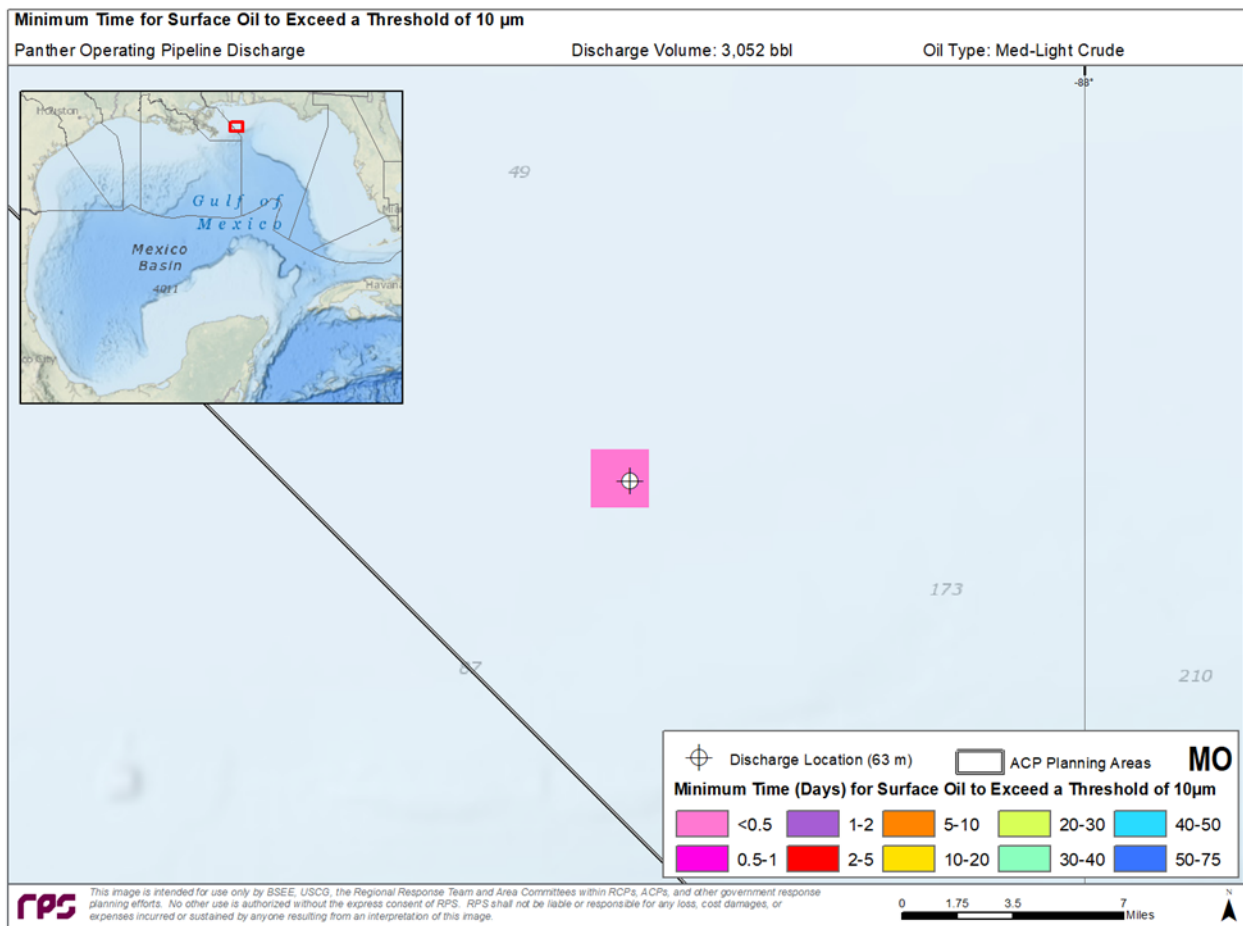 Minimum Time for Surface Oil to Exceed a Threshold of 10 µm
Panther Operating Pipeline Discharge Discharge Volume: 3,052 bbl Oil Type: Med-Light Crude
-88°
Houston
Gulf of
Mexico
Mexico
Basin
4011
Havana
49
173
87
210
Discharge Location (63 m) ACP Planning Areas MO
Minimum Time (Days) for Surface Oil to Exceed a Threshold of 10µm
<0.5 1-2 5-10 20-30 40-50
0.5-1 2-5 10-20 30-40 50-75
rps
This image is intended for use only by BSEE, USCG, the Regional Response Team and Area Committees within RCPs, ACPs, and other government response
planning efforts. No other use is authorized without the express consent of RPS. RPS shall not be liable or responsible for any loss, cost damages, or
expenses incurred or sustained by anyone resulting from an interpretation of this image.
0 1.75 3.5 7
Miles
N